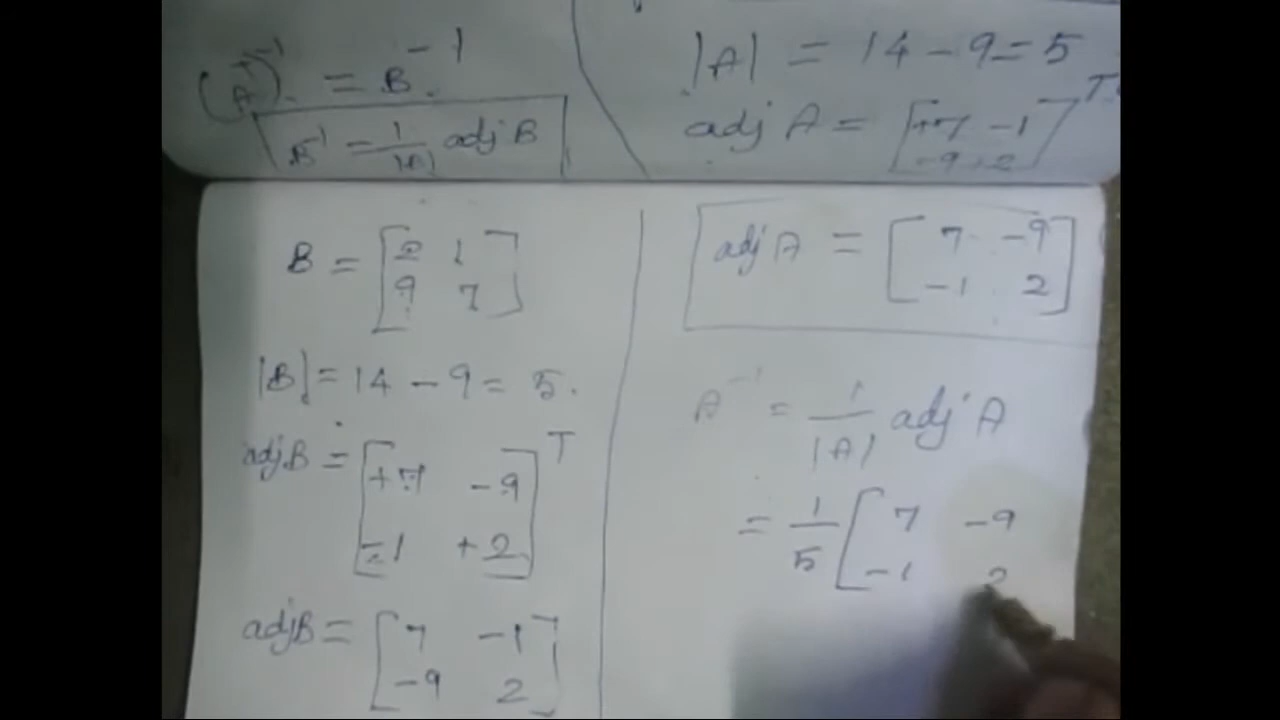 (A^T)^-1 = B^-1
B^-1 = 1/|A| adj B
B = [2 1
9 7]
|B| = 14 - 9 = 5.
adjB = [+7 -9
-1 +2]^T
adjB = [7 -1
-9 2]
|A| = 14 - 9 = 5
adj A = [+7 -1
-9 +2]^T
adj A = [7 -9
-1 2]
A^-1 = 1/|A| adj A
= 1/5 [7 -9
-1 2